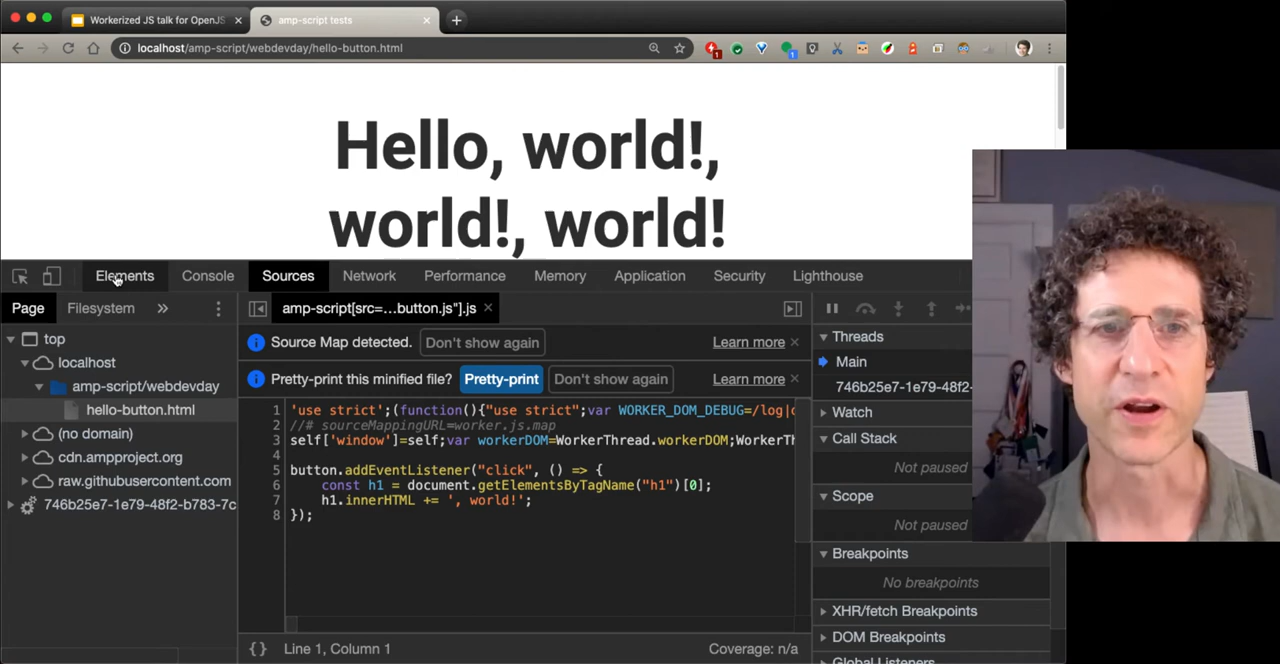 Workerized JS talk for OpenJS
amp-script tests
localhost/amp-script/webdevday/hello-button.html
1
1
Hello, world!,
world!, world!
Elements Console Sources Network Performance Memory Application Security Lighthouse
Page Filesystem
amp-script[src=...button.js"].js
top
localhost
amp-script/webdevday
hello-button.html
(no domain)
cdn.ampproject.org
raw.githubusercontent.com
746b25e7-1e79-48f2-b783-7c
Source Map detected. Don't show again Learn more
Pretty-print this minified file? Pretty-print Don't show again Learn more
1 'use strict';(function(){"use strict";var WORKER_DOM_DEBUG=/log|
2 //# sourceMappingURL=worker.js.map
3 self['window']=self;var workerDOM=WorkerThread.workerDOM;WorkerTh
4
5 button.addEventListener("click", () => {
6 const h1 = document.getElementsByTagName("h1")[0];
7 h1.innerHTML += ', world!';
8 });
{} Line 1, Column 1 Coverage: n/a
Threads
Main
746b25e7-1e79-48f2-
Watch
Call Stack
Not paused
Scope
Not paused
Breakpoints
No breakpoints
XHR/fetch Breakpoints
DOM Breakpoints
Global Listeners